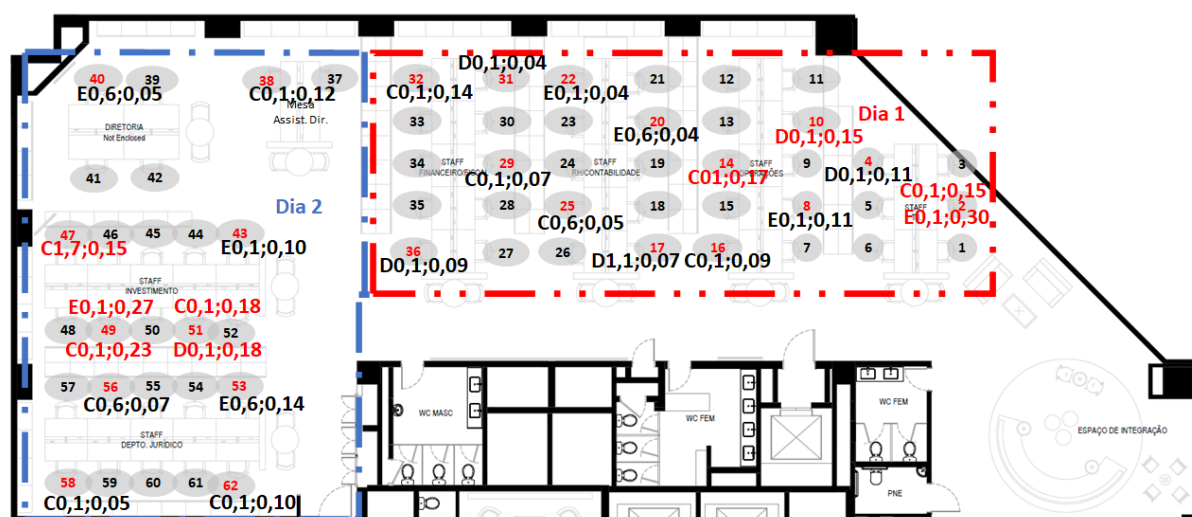 D0,1;0,04
40 39 38 37 32 31 22 21 12 11
E0,6;0,05 C0,1;0,12 C0,1;0,14 E0,1;0,04
Mesa
Assist. Dir.
Dia 1
DIRETORIA
Not Enclosed
33 30 23 20 13 10
E0,6;0,04 D0,1;0,15
STAFF
FINANCEIRO/FISCAL
STAFF
RH/CONTABILIDADE
STAFF
OPERAÇÕES
34 29 24 19 14 9 4 3
41 42 C0,1;0,07 C01;0,17 D0,1;0,11 C0,1;0,15
Dia 2
35 28 25 18 15 8 5 2
STAFF
C0,6;0,05 E0,1;0,11 E0,1;0,30
47 46 45 44 43
C1,7;0,15 E0,1;0,10
36 27 26 17 16 7 6 1
D0,1;0,09 D1,1;0,07 C0,1;0,09
STAFF
INVESTIMENTO
E0,1;0,27 C0,1;0,18
48 49 50 51 52
C0,1;0,23 D0,1;0,18
57 56 55 54 53
C0,6;0,07 E0,6;0,14
STAFF
DEPTO. JURÍDICO
58 59 60 61 62
C0,1;0,05 C0,1;0,10
WC MASC
WC FEM
WC FEM
ESPAÇO DE INTEGRAÇÃO
PNE